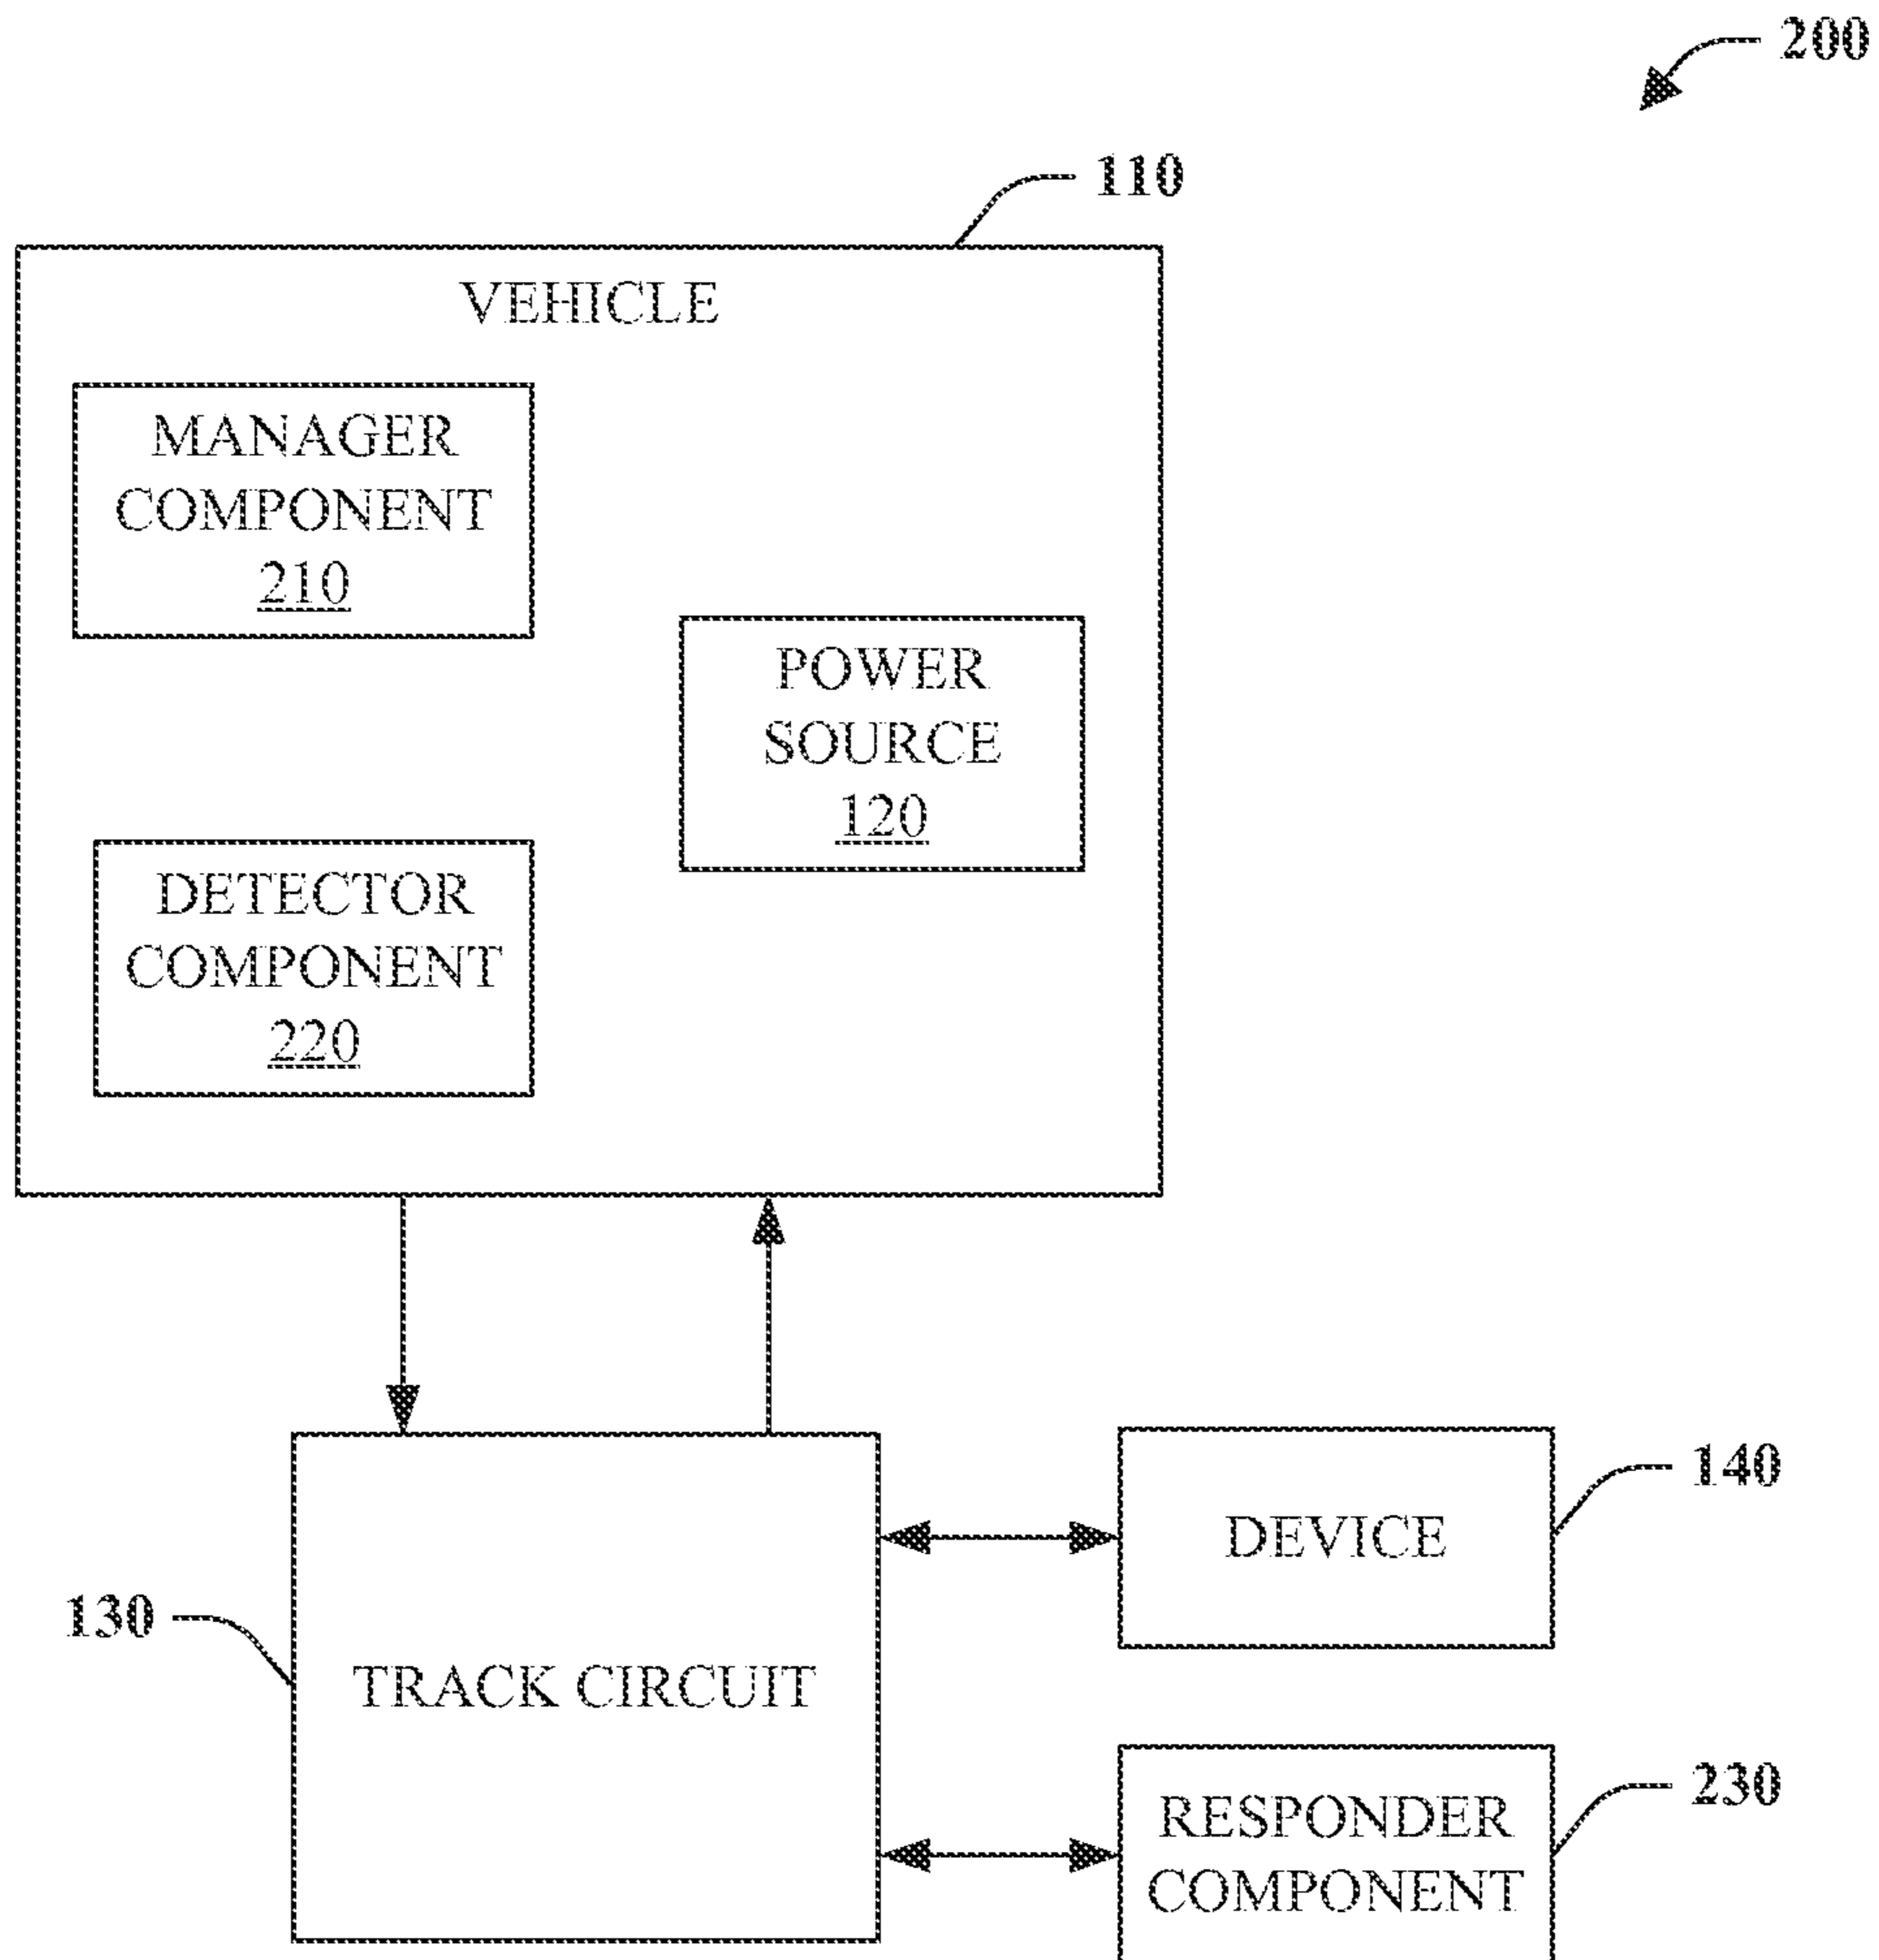 200
110
VEHICLE
MANAGER
COMPONENT
210
POWER
SOURCE
120
DETECTOR
COMPONENT
220
140
DEVICE
130
TRACK CIRCUIT
230
RESPONDER
COMPONENT